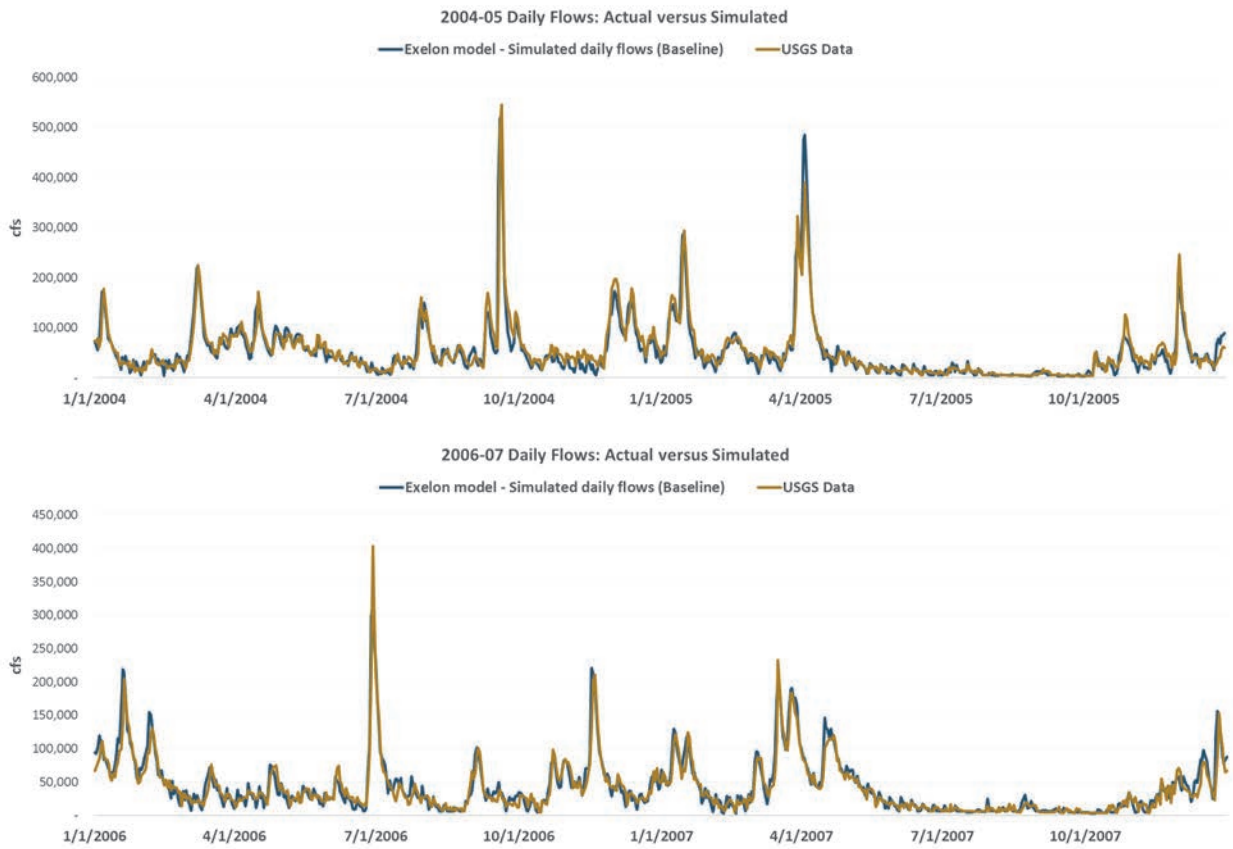 2004-05 Daily Flows: Actual versus Simulated
Exelon model - Simulated daily flows (Baseline) USGS Data
600,000
500,000
400,000
300,000
200,000
100,000
-
cfs
1/1/2004 4/1/2004 7/1/2004 10/1/2004 1/1/2005 4/1/2005 7/1/2005 10/1/2005
2006-07 Daily Flows: Actual versus Simulated
Exelon model - Simulated daily flows (Baseline) USGS Data
450,000
400,000
350,000
300,000
250,000
200,000
150,000
100,000
50,000
-
cfs
1/1/2006 4/1/2006 7/1/2006 10/1/2006 1/1/2007 4/1/2007 7/1/2007 10/1/2007